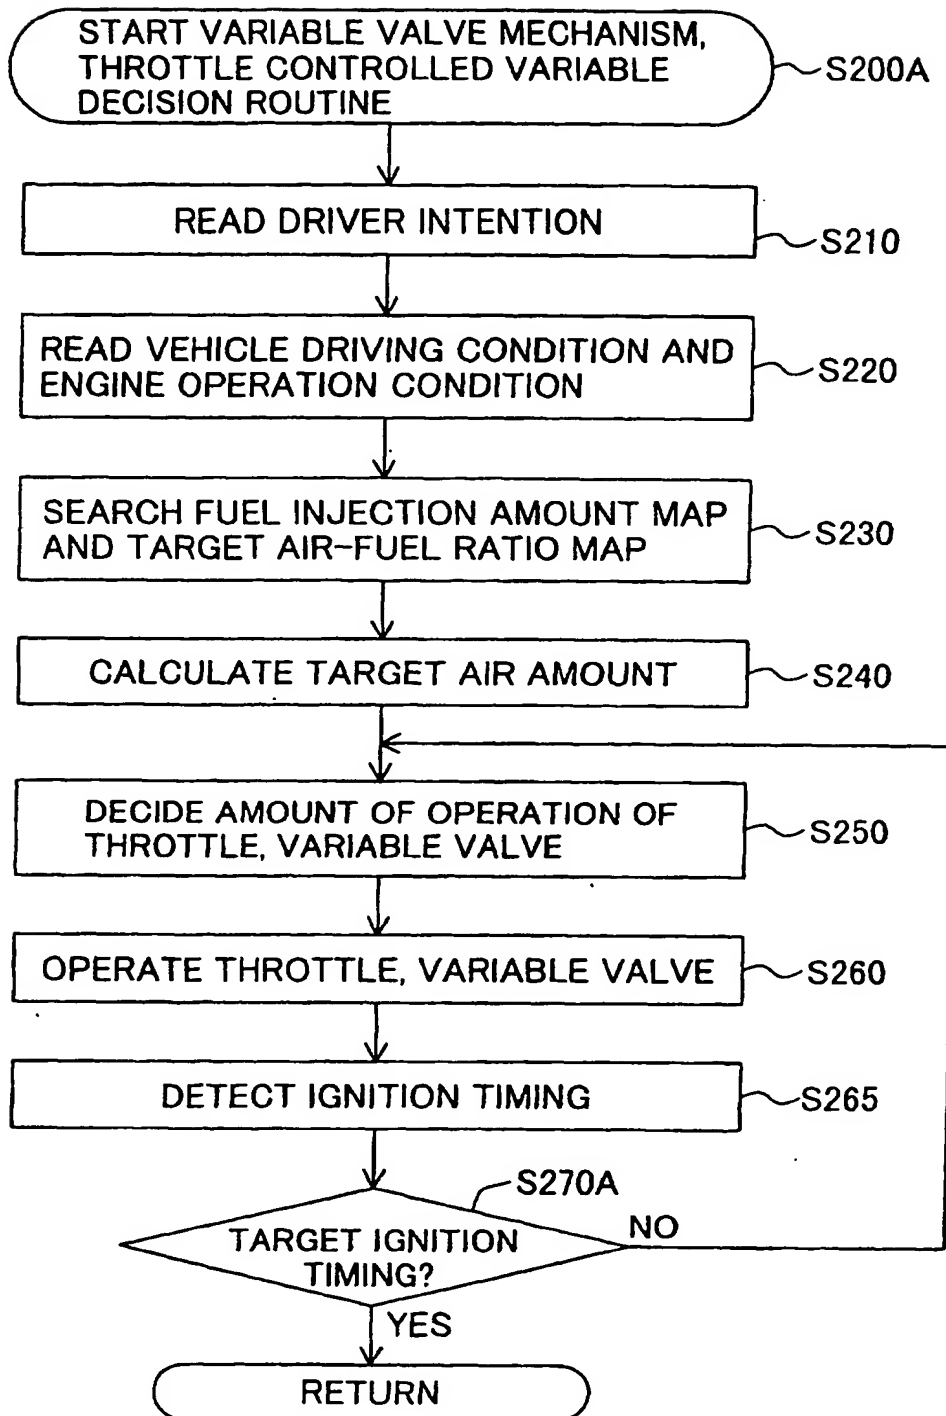 START VARIABLE VALVE MECHANISM,
THROTTLE CONTROLLED VARIABLE
DECISION ROUTINE
S200A
READ DRIVER INTENTION
S210
READ VEHICLE DRIVING CONDITION AND
ENGINE OPERATION CONDITION
S220
SEARCH FUEL INJECTION AMOUNT MAP
AND TARGET AIR-FUEL RATIO MAP
S230
CALCULATE TARGET AIR AMOUNT
S240
DECIDE AMOUNT OF OPERATION OF
THROTTLE, VARIABLE VALVE
S250
OPERATE THROTTLE, VARIABLE VALVE
S260
DETECT IGNITION TIMING
S265
S270A
TARGET IGNITION
TIMING?
NO
YES
RETURN